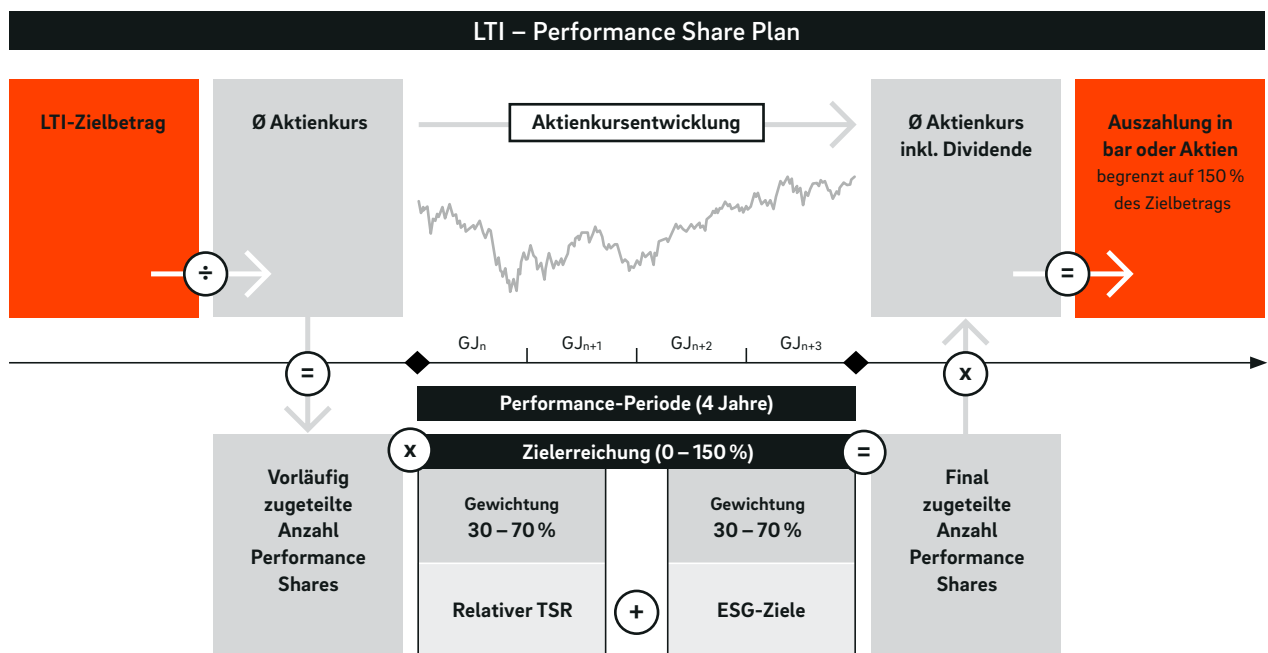 LTI – Performance Share Plan
LTI-Zielbetrag
÷
Ø Aktienkurs
Aktienkursentwicklung
Ø Aktienkurs
inkl. Dividende
=
Auszahlung in
bar oder Aktien
begrenzt auf 150 %
des Zielbetrags
GJn
GJn+1
GJn+2
GJn+3
=
x
Performance-Periode (4 Jahre)
x
Zielerreichung (0 – 150 %)
=
Vorläufig
zugeteilte
Anzahl
Performance
Shares
Gewichtung
30 – 70 %
Relativer TSR
+
Gewichtung
30 – 70 %
ESG-Ziele
Final
zugeteilte
Anzahl
Performance
Shares